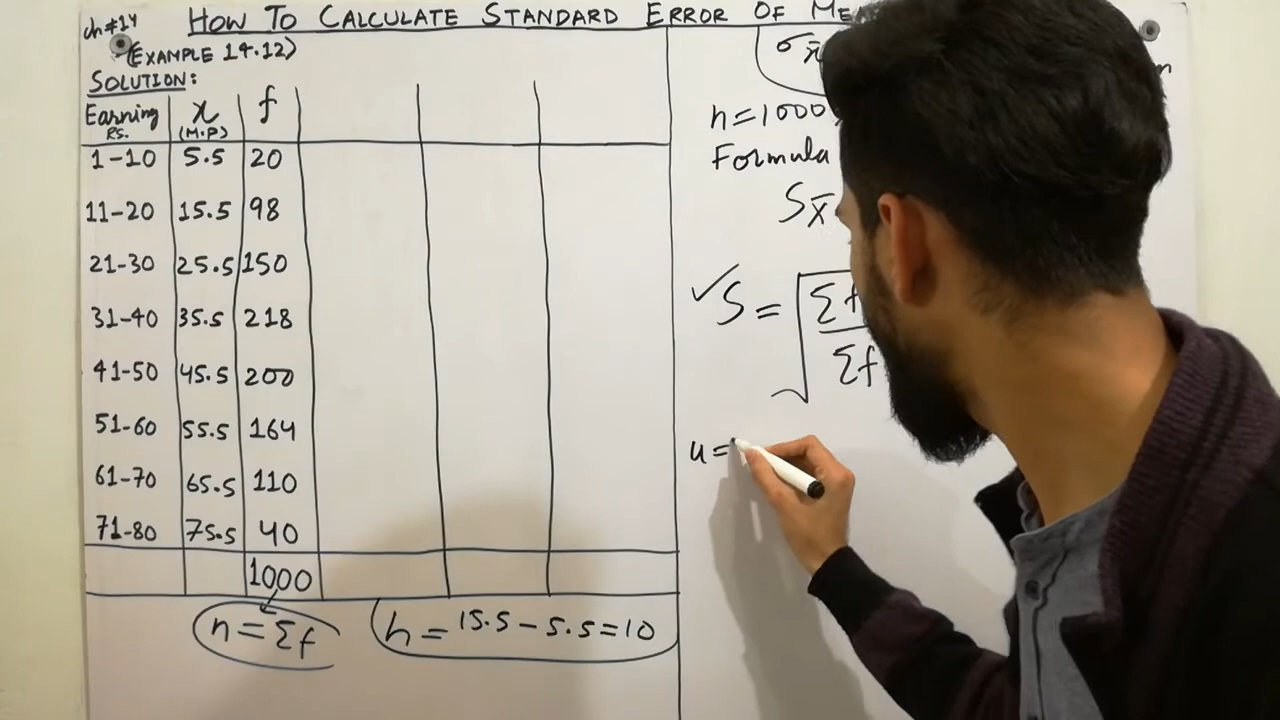 ch#14
HOW TO CALCULATE STANDARD ERROR OF
(EXAMPLE 14.12)
SOLUTION:
Earning RS. x (M.P) f
1-10 5.5 20
11-20 15.5 98
21-30 25.5 150
31-40 35.5 218
41-50 45.5 200
51-60 55.5 164
61-70 65.5 110
71-80 75.5 40
1000
n=Σf
h=15.5-5.5=10
σx̄
n=1000
Formula
Sx̄
✓S=√Σf
Σf
u=